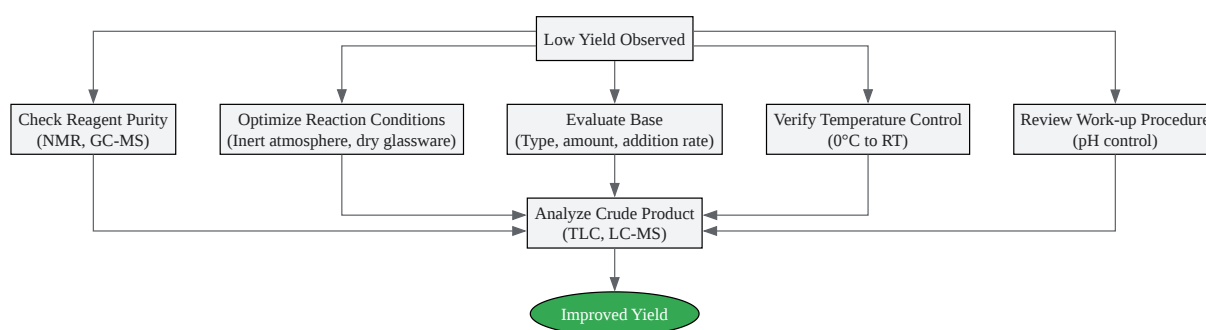 Low Yield Observed
Check Reagent Purity
(NMR, GC-MS)
Optimize Reaction Conditions
(Inert atmosphere, dry glassware)
Evaluate Base
(Type, amount, addition rate)
Verify Temperature Control
(0°C to RT)
Review Work-up Procedure
(pH control)
Analyze Crude Product
(TLC, LC-MS)
Improved Yield